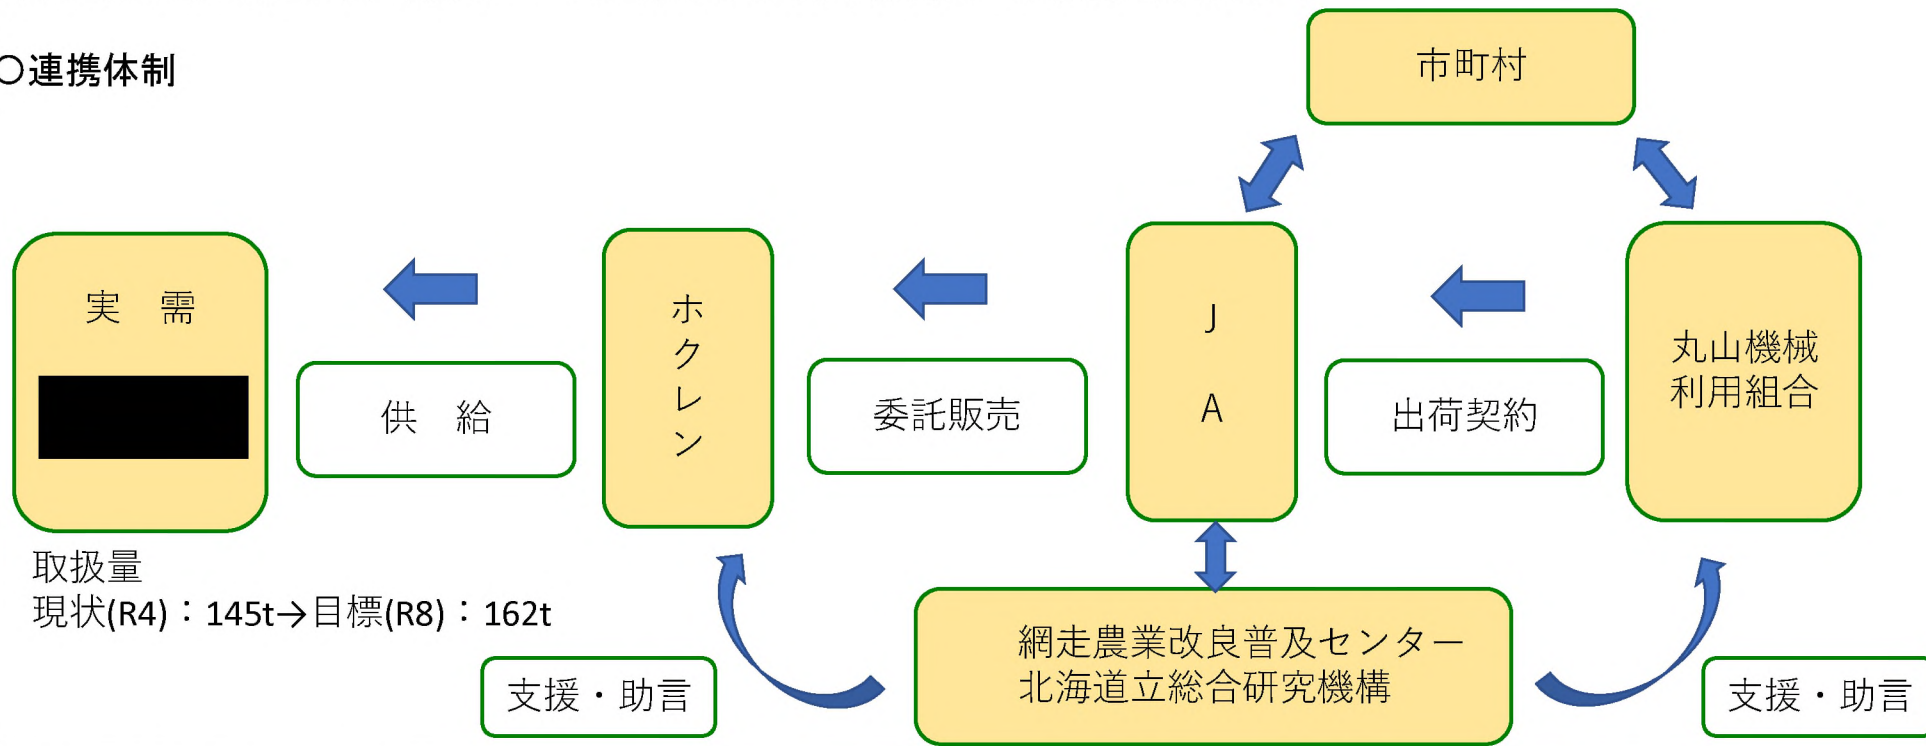 ○連携体制
市町村
実　需
供　給
ホクレン
委託販売
JA
出荷契約
丸山機械
利用組合
取扱量
現状(R4)：145t→目標(R8)：162t
網走農業改良普及センター
北海道立総合研究機構
支援・助言
支援・助言